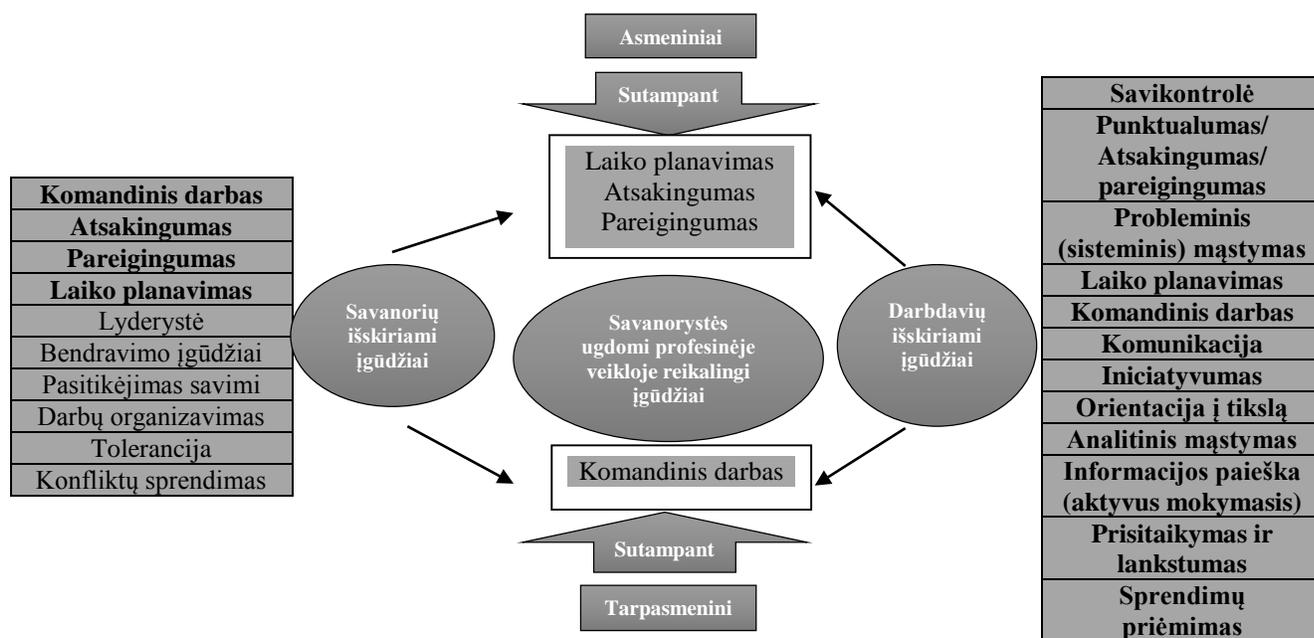 Asmeniniai
Sutampant
Laiko planavimas
Atsakingumas
Pareigingumas
Komandinis darbas
Atsakingumas
Pareigingumas
Laiko planavimas
Lyderystė
Bendravimo įgūdžiai
Pasitikėjimas savimi
Darbų organizavimas
Tolerancija
Konfliktų sprendimas
Savanorių
išskiriami
įgūdžiai
Savanorystės
ugdomi profesinėje
veikloje reikalingi
įgūdžiai
Darbdavių
išskiriami
įgūdžiai
Komandinis darbas
Sutampant
Tarpasmenini
Savikontrolė
Punktualumas/
Atsakingumas/
pareigingumas
Probleminis
(sisteminis) mąstymas
Laiko planavimas
Komandinis darbas
Komunikacija
Iniciatyvumas
Orientacija į tikslą
Analitinis mąstymas
Informacijos paieška
(aktyvus mokymasis)
Prisitaikymas ir
lankstumas
Sprendimų
priėmimas